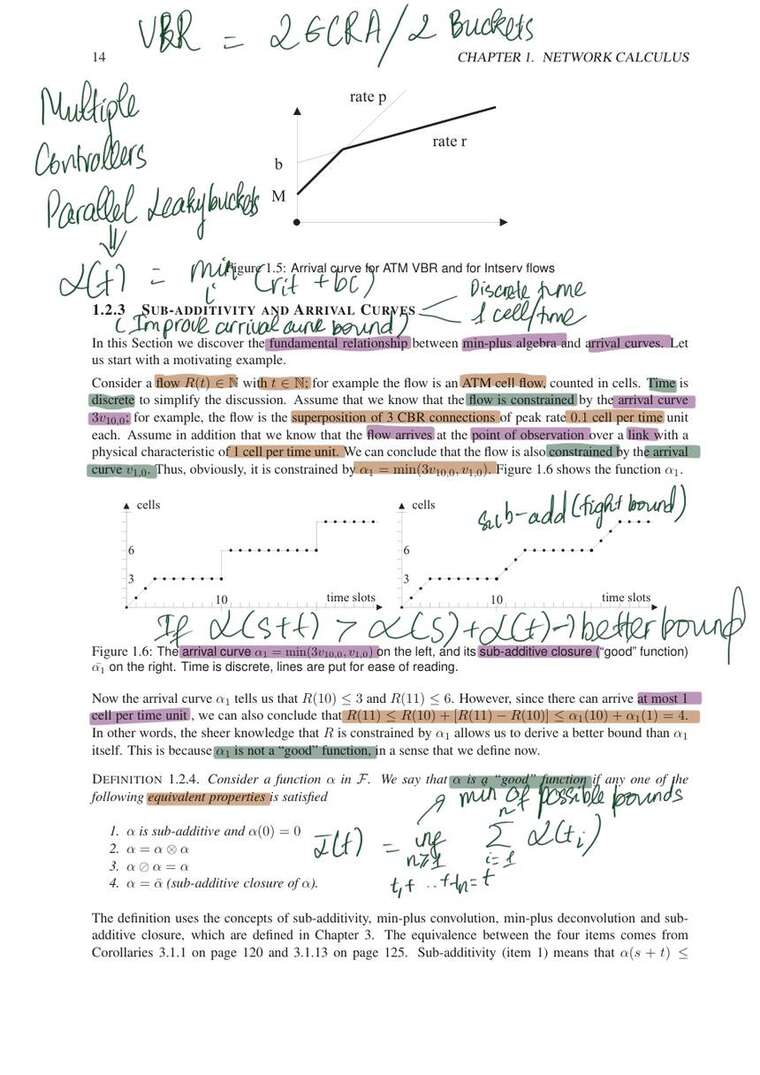 VBR = 2 GCRA / 2 Buckets
14 CHAPTER 1. NETWORK CALCULUS
Multiple
Controllers
Parallel Leaky buckets
⇓
α(t) = min (rit + bi)
i
rate p
rate r
b
M
Figure 1.5: Arrival curve for ATM VBR and for Intserv flows
1.2.3 SUB-ADDITIVITY AND ARRIVAL CURVES
Discrete time
1 cell/time
(Improve arrival curve bound)
In this Section we discover the fundamental relationship between min-plus algebra and arrival curves. Let
us start with a motivating example.
Consider a flow R(t) ∈ ℕ with t ∈ ℕ; for example the flow is an ATM cell flow, counted in cells. Time is
discrete to simplify the discussion. Assume that we know that the flow is constrained by the arrival curve
3v₁₀,₀; for example, the flow is the superposition of 3 CBR connections of peak rate 0.1 cell per time unit
each. Assume in addition that we know that the flow arrives at the point of observation over a link with a
physical characteristic of 1 cell per time unit. We can conclude that the flow is also constrained by the arrival
curve v₁,₀. Thus, obviously, it is constrained by α₁ = min(3v₁₀,₀, v₁,₀). Figure 1.6 shows the function α₁.
cells
6
3
10
time slots
cells
sub-add (tight bound)
6
3
10
time slots
If α(s+t) > α(s) + α(t) → better bound
Figure 1.6: The arrival curve α₁ = min(3v₁₀,₀, v₁,₀) on the left, and its sub-additive closure ("good" function)
ᾱ₁ on the right. Time is discrete, lines are put for ease of reading.
Now the arrival curve α₁ tells us that R(10) ≤ 3 and R(11) ≤ 6. However, since there can arrive at most 1
cell per time unit , we can also conclude that R(11) ≤ R(10) + [R(11) − R(10)] ≤ α₁(10) + α₁(1) = 4.
In other words, the sheer knowledge that R is constrained by α₁ allows us to derive a better bound than α₁
itself. This is because α₁ is not a "good" function, in a sense that we define now.
DEFINITION 1.2.4. Consider a function α in F. We say that α is a "good" function if any one of the
following equivalent properties is satisfied
min of possible bounds
1. α is sub-additive and α(0) = 0
2. α = α ⊗ α
3. α ⊘ α = α
4. α = ᾱ (sub-additive closure of α).
ᾱ(t) = inf Σ α(ti)
n≥1 i=1 n
t1+ ..+tn=t
The definition uses the concepts of sub-additivity, min-plus convolution, min-plus deconvolution and sub-
additive closure, which are defined in Chapter 3. The equivalence between the four items comes from
Corollaries 3.1.1 on page 120 and 3.1.13 on page 125. Sub-additivity (item 1) means that α(s + t) ≤